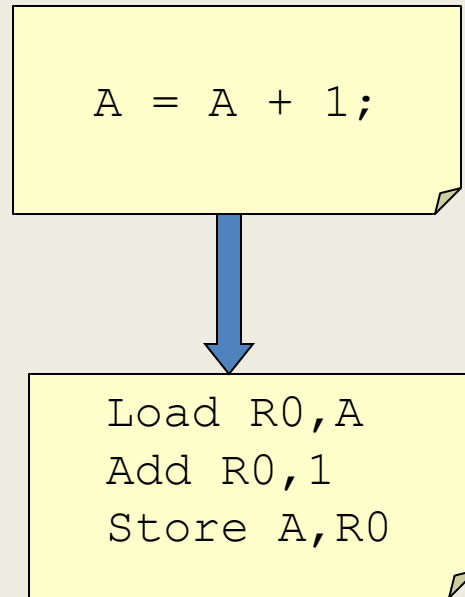 A = A + 1;
Load R0,A
Add R0,1
Store A,R0